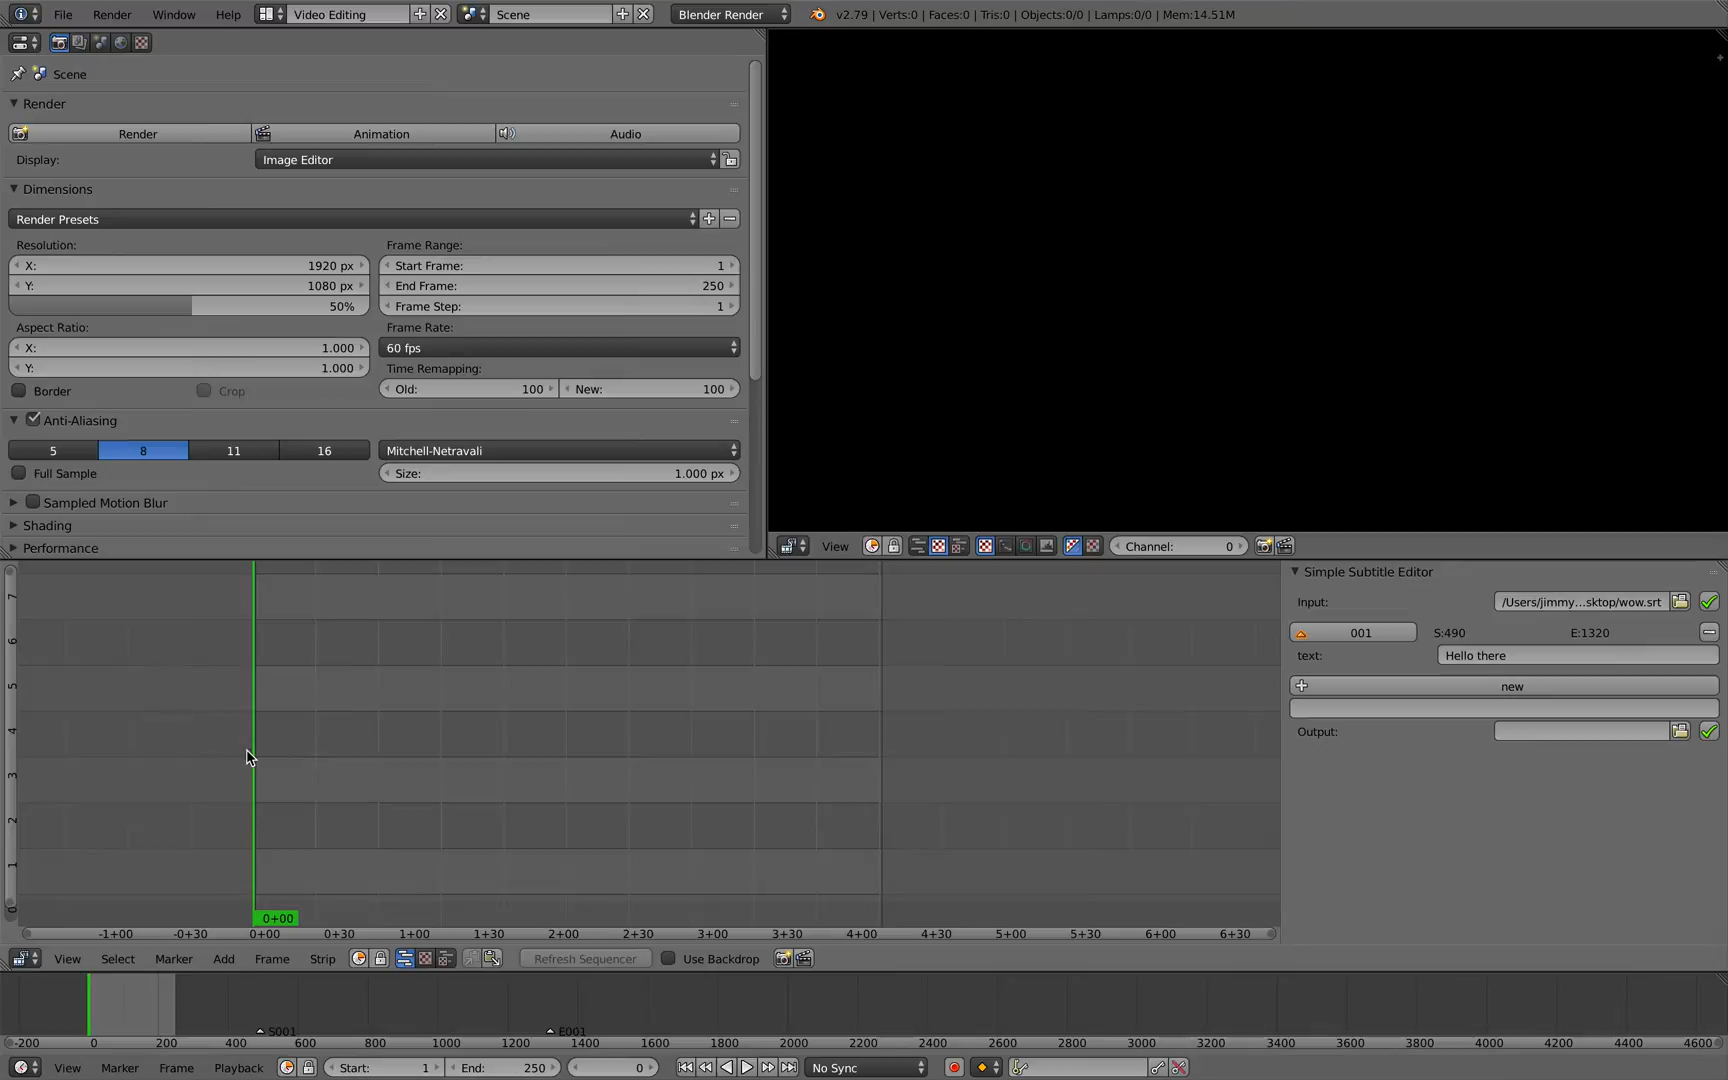 File Render Window Help Video Editing Scene Blender Render v2.79 | Verts:0 | Faces:0 | Tris:0 | Objects:0/0 | Lamps:0/0 | Mem:14.51M
Scene
Render
Render Animation Audio
Display: Image Editor
Dimensions
Render Presets
Resolution: Frame Range:
X: 1920 px Start Frame: 1
Y: 1080 px End Frame: 250
50% Frame Step: 1
Aspect Ratio: Frame Rate:
X: 1.000 60 fps
Y: 1.000 Time Remapping:
Border Crop Old: 100 New: 100
Anti-Aliasing
5 8 11 16 Mitchell-Netravali
Full Sample Size: 1.000 px
Sampled Motion Blur
Shading
Performance
View Channel: 0
Simple Subtitle Editor
Input: /Users/jimmy...sktop/wow.srt
001 S:490 E:1320
text: Hello there
new
Output:
7
6
5
4
3
2
1
0
0+00
-1+00 -0+30 0+00 0+30 1+00 1+30 2+00 2+30 3+00 3+30 4+00 4+30 5+00 5+30 6+00 6+30
View Select Marker Add Frame Strip Refresh Sequencer Use Backdrop
S001 E001
-200 0 200 400 600 800 1000 1200 1400 1600 1800 2000 2200 2400 2600 2800 3000 3200 3400 3600 3800 4000 4200 4400 4600
View Marker Frame Playback Start: 1 End: 250 0 No Sync